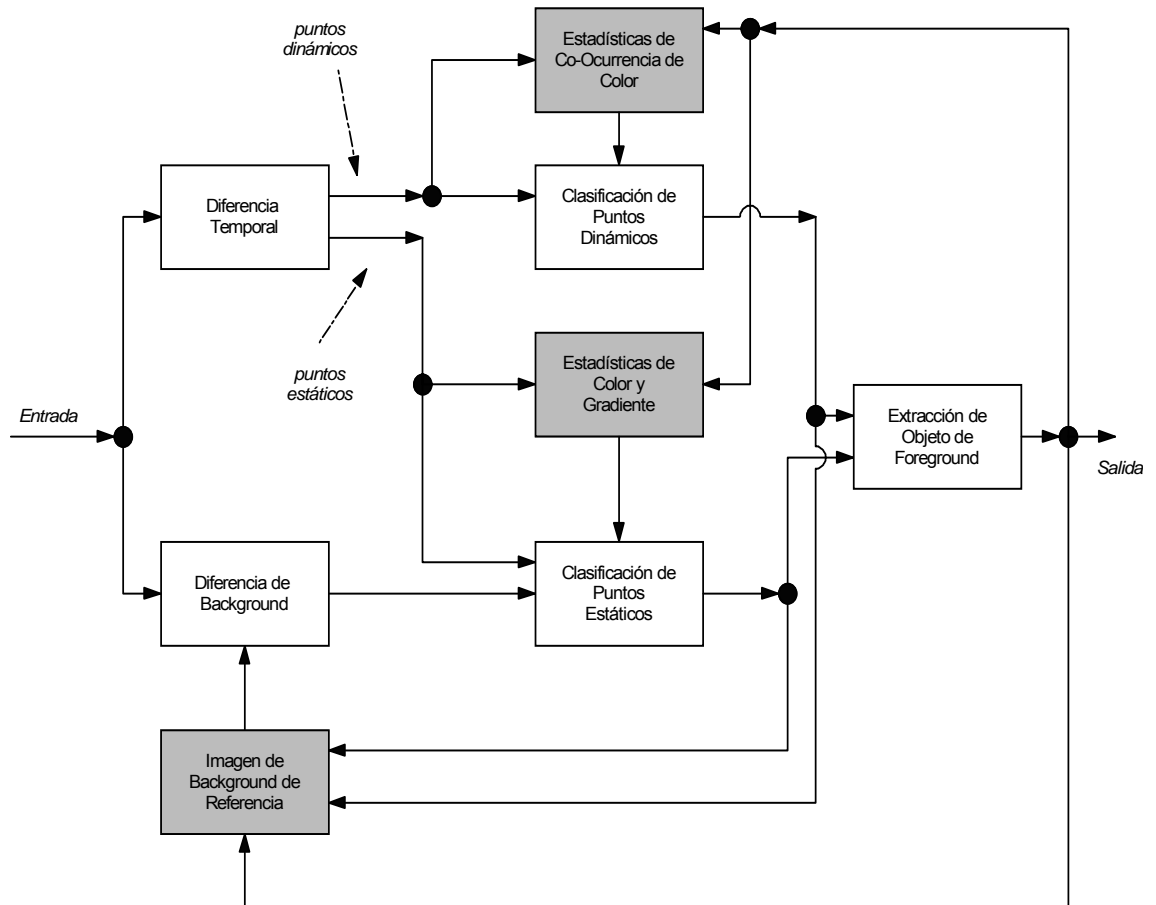 puntos
dinámicos
Estadísticas de
Co-Ocurrencia de
Color
Diferencia
Temporal
Clasificación de
Puntos
Dinámicos
puntos
estáticos
Estadísticas de
Color y
Gradiente
Entrada
Extracción de
Objeto de
Foreground
Salida
Diferencia de
Background
Clasificación de
Puntos
Estáticos
Imagen de
Background de
Referencia